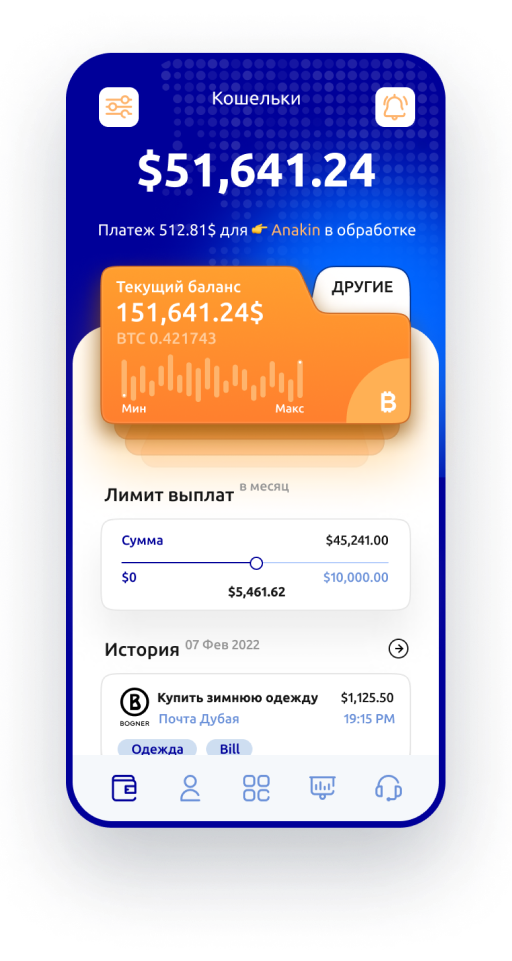 Кошельки
$51,641.24
Платеж 512.81$ для 👉 Anakin в обработке
Текущий баланс
ДРУГИЕ
151,641.24$
BTC 0.421743
Мин
Макс
Лимит выплат в месяц
Сумма
$45,241.00
$0
$10,000.00
$5,461.62
История 07 Фев 2022
Купить зимнюю одежду
$1,125.50
BOGNER
Почта Дубая
19:15 PM
Одежда
Bill